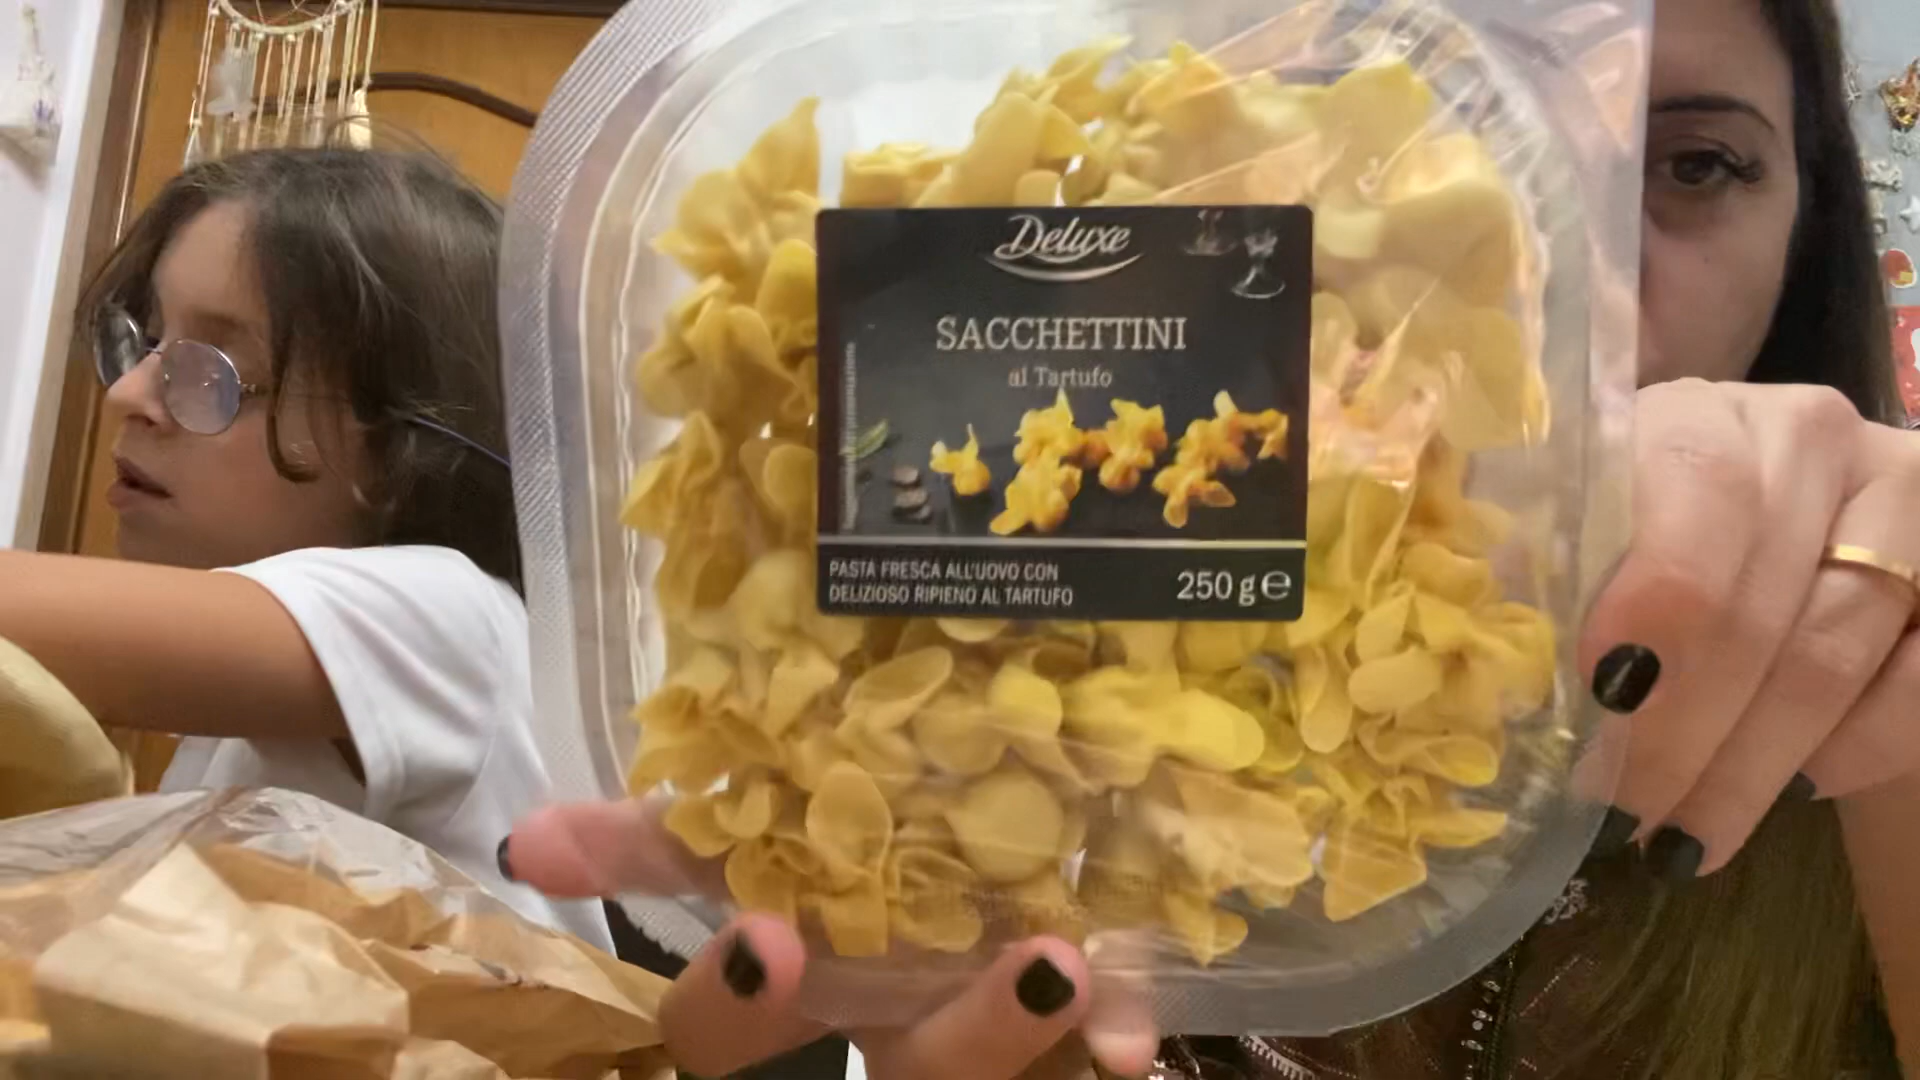 Deluxe
SACCHETTINI
al Tartufo
PASTA FRESCA ALL'UOVO CON
DELIZIOSO RIPIENO AL TARTUFO
250 g ℮